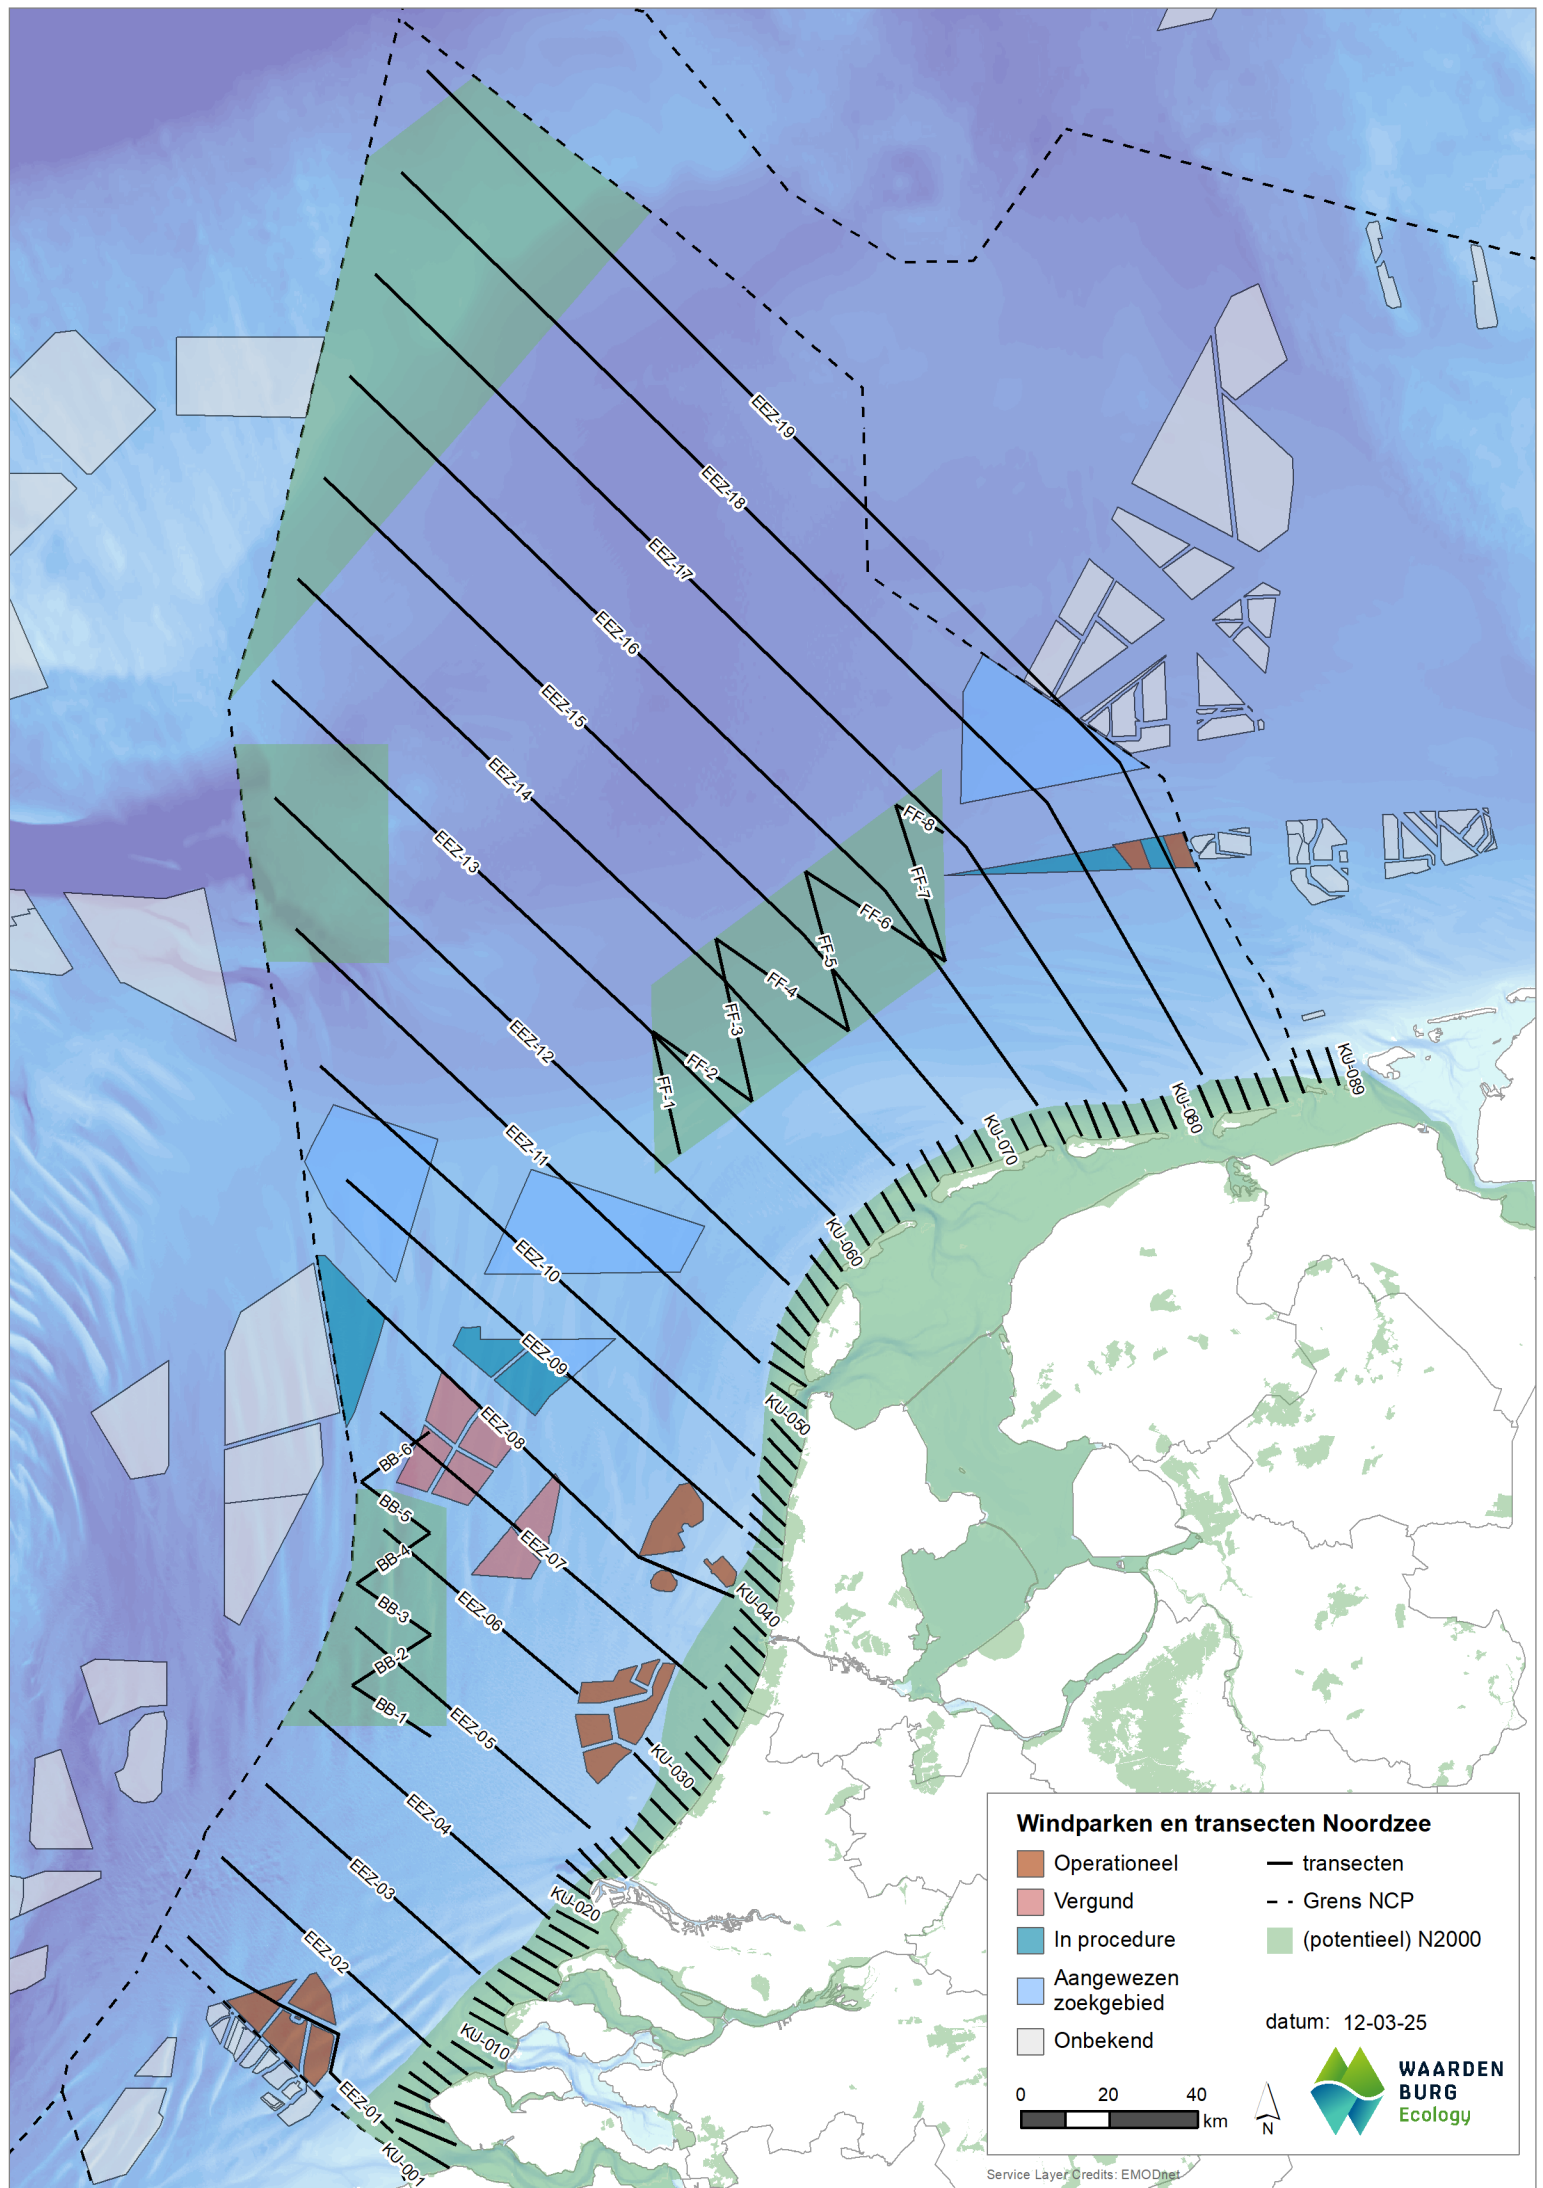 EEZ-19
EEZ-18
EEZ-17
EEZ-16
EEZ-15
EEZ-14
EEZ-13
FF-8
FF-7
FF-6
FF-5
FF-4
FF-3
FF-2
FF-1
EEZ-12
EEZ-11
EEZ-10
EEZ-09
EEZ-08
EEZ-07
EEZ-06
EEZ-05
EEZ-04
EEZ-03
EEZ-02
EEZ-01
BB-6
BB-5
BB-4
BB-3
BB-2
BB-1
KU-089
KU-080
KU-070
KU-060
KU-050
KU-040
KU-030
KU-020
KU-010
KU-001
Windparken en transecten Noordzee
Operationeel
Vergund
In procedure
Aangewezen
zoekgebied
Onbekend
transecten
Grens NCP
(potentieel) N2000
datum: 12-03-25
0 20 40
km
N
WAARDEN
BURG
Ecology
Service Layer Credits: EMODnet